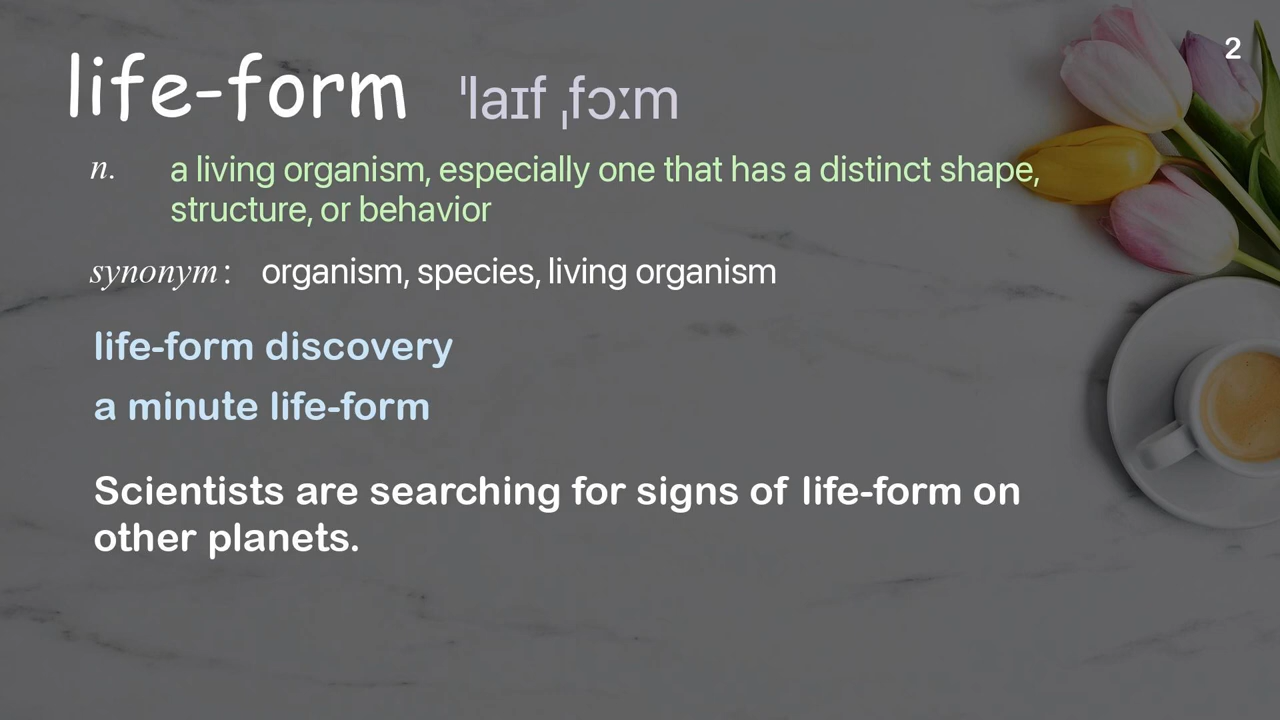 2
life-form ˈlaɪf ˌfɔːm
n. a living organism, especially one that has a distinct shape,
structure, or behavior
synonym: organism, species, living organism
life-form discovery
a minute life-form
Scientists are searching for signs of life-form on
other planets.